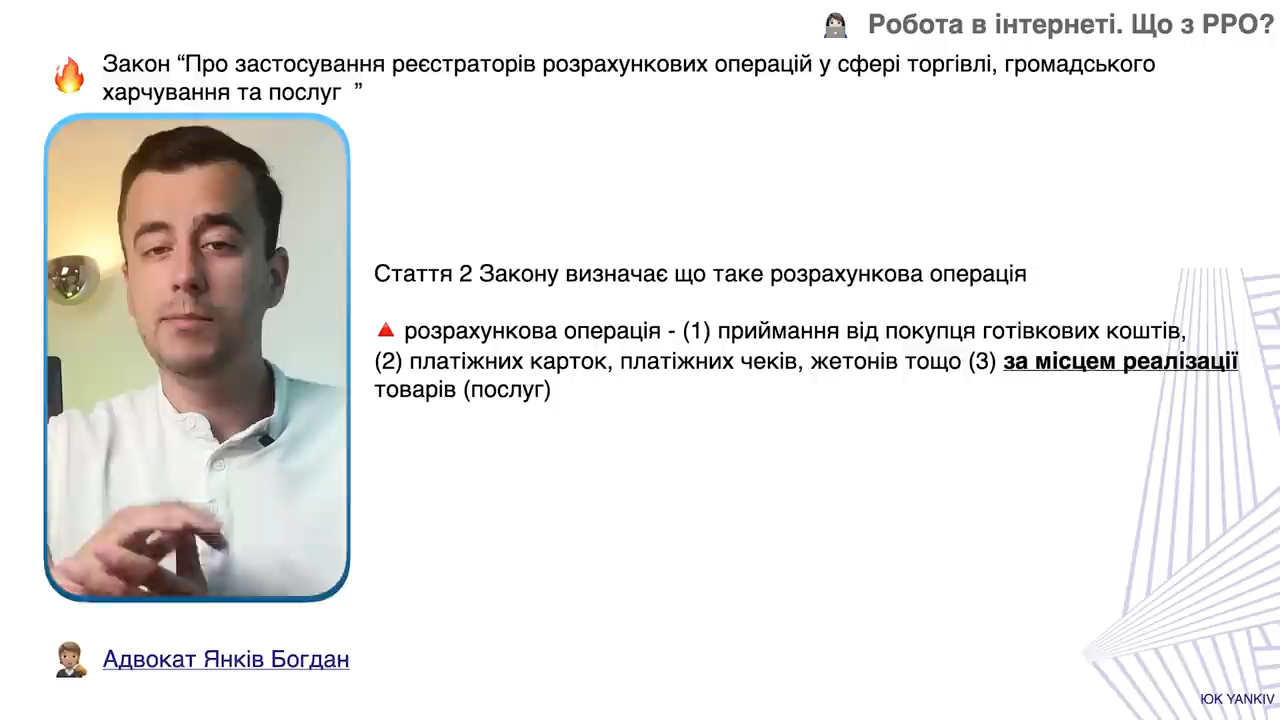 Робота в інтернеті. Що з РРО?
Закон “Про застосування реєстраторів розрахункових операцій у сфері торгівлі, громадського
харчування та послуг ”
Стаття 2 Закону визначає що таке розрахункова операція
розрахункова операція - (1) приймання від покупця готівкових коштів,
(2) платіжних карток, платіжних чеків, жетонів тощо (3) за місцем реалізації
товарів (послуг)
Адвокат Янків Богдан
ЮК YANKIV